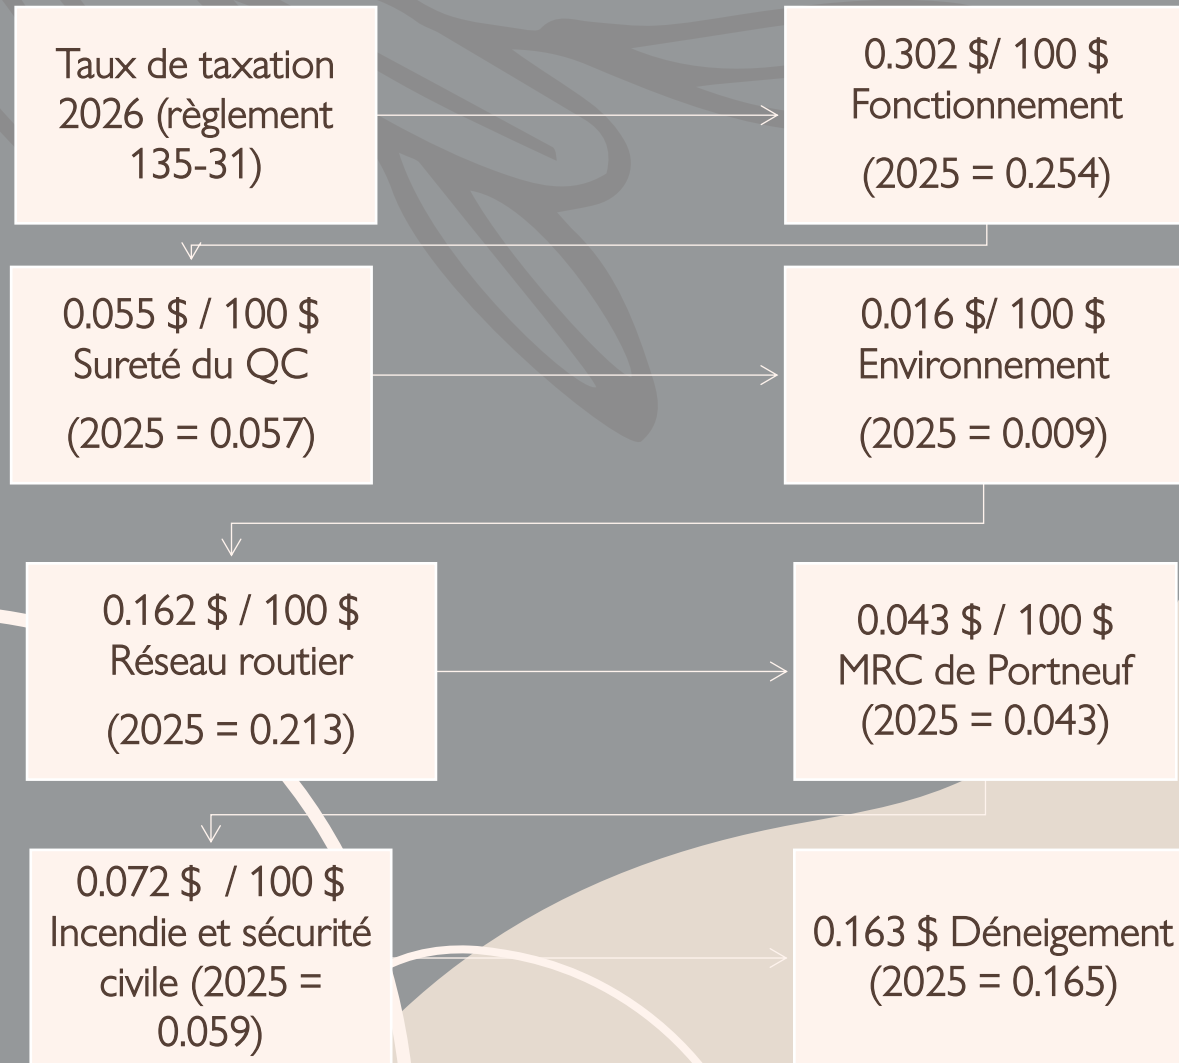 Taux de taxation
2026 (règlement
135-31)
0.302 $/ 100 $
Fonctionnement
(2025 = 0.254)
0.055 $ / 100 $
Sureté du QC
(2025 = 0.057)
0.016 $/ 100 $
Environnement
(2025 = 0.009)
0.162 $ / 100 $
Réseau routier
(2025 = 0.213)
0.043 $ / 100 $
MRC de Portneuf
(2025 = 0.043)
0.072 $  / 100 $
Incendie et sécurité
civile (2025 =
0.059)
0.163 $ Déneigement
(2025 = 0.165)